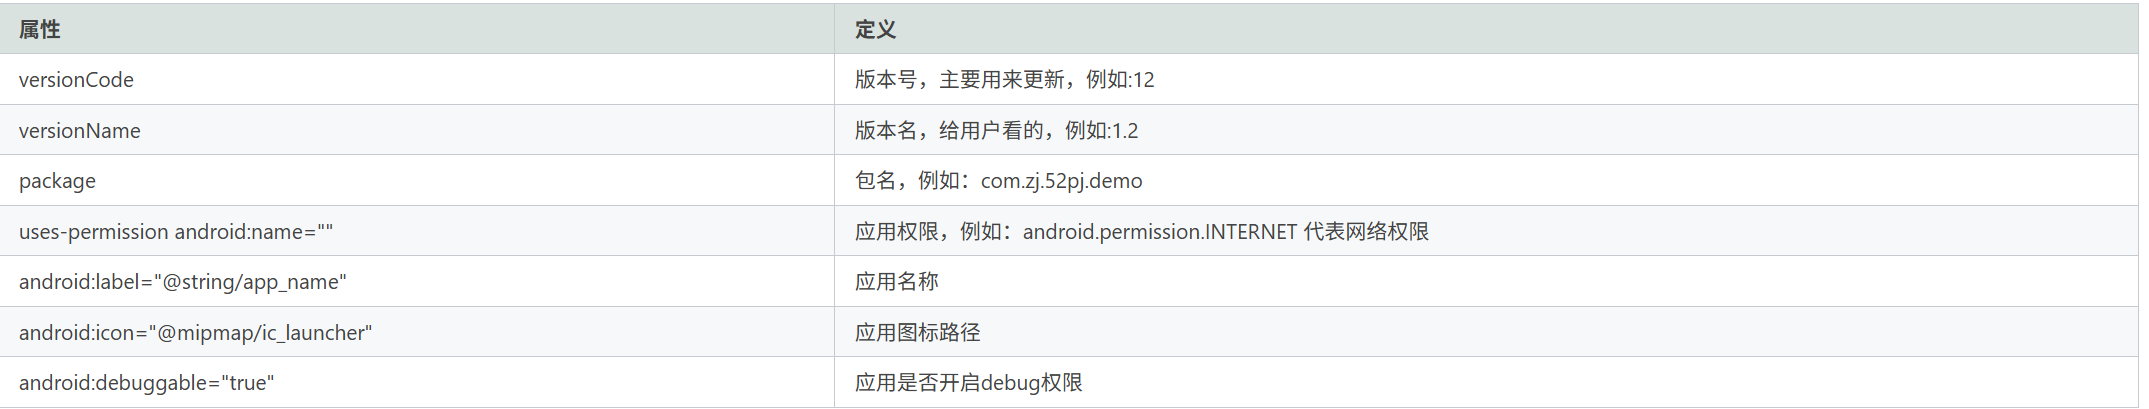 属性 定义
versionCode 版本号，主要用来更新，例如:12
versionName 版本名，给用户看的，例如:1.2
package 包名，例如：com.zj.52pj.demo
uses-permission android:name="" 应用权限，例如：android.permission.INTERNET 代表网络权限
android:label="@string/app_name" 应用名称
android:icon="@mipmap/ic_launcher" 应用图标路径
android:debuggable="true" 应用是否开启debug权限